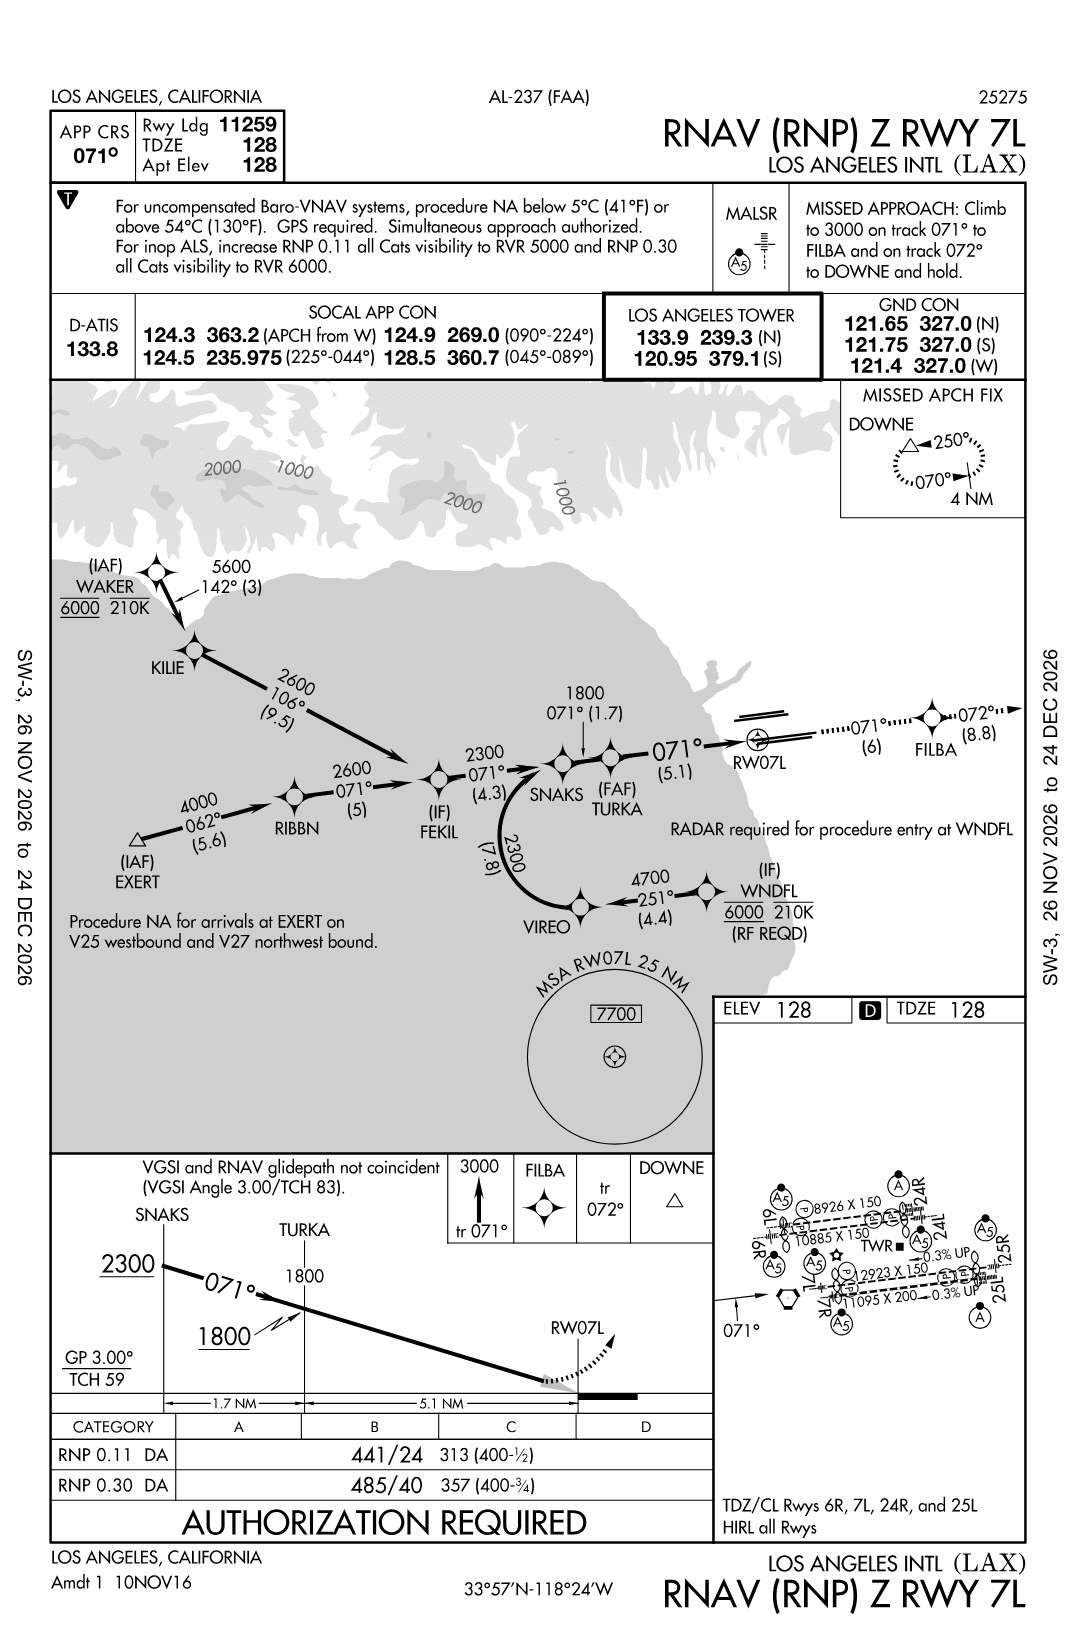 LOS ANGELES, CALIFORNIA
AL-237 (FAA)
25275
APP CRS
071°
Rwy Ldg 11259
TDZE 128
Apt Elev 128
RNAV (RNP) Z RWY 7L
LOS ANGELES INTL (LAX)
T
For uncompensated Baro-VNAV systems, procedure NA below 5°C (41°F) or
above 54°C (130°F). GPS required. Simultaneous approach authorized.
For inop ALS, increase RNP 0.11 all Cats visibility to RVR 5000 and RNP 0.30
all Cats visibility to RVR 6000.
MALSR
A5
MISSED APPROACH: Climb
to 3000 on track 071° to
FILBA and on track 072°
to DOWNE and hold.
D-ATIS
133.8
SOCAL APP CON
124.3 363.2 (APCH from W) 124.9 269.0 (090°-224°)
124.5 235.975 (225°-044°) 128.5 360.7 (045°-089°)
LOS ANGELES TOWER
133.9 239.3 (N)
120.95 379.1 (S)
GND CON
121.65 327.0 (N)
121.75 327.0 (S)
121.4 327.0 (W)
MISSED APCH FIX
DOWNE
250°
070°
4 NM
2000
1000
2000
1000
(IAF)
WAKER
6000 210K
5600
142° (3)
KILIE
2600
106°
(9.5)
1800
071° (1.7)
2300
071°
(4.3)
SNAKS
(FAF)
TURKA
071°
(5.1)
RW07L
071°
(6)
FILBA
072°
(8.8)
2600
071°
(5)
RIBBN
(IF)
FEKIL
4000
062°
(5.6)
(IAF)
EXERT
RADAR required for procedure entry at WNDFL
2300
(7.8)
4700
251°
(4.4)
VIREO
(IF)
WNDFL
6000 210K
(RF REQD)
Procedure NA for arrivals at EXERT on
V25 westbound and V27 northwest bound.
MSA RW07L 25 NM
7700
SW-3, 26 NOV 2026 to 24 DEC 2026
SW-3, 26 NOV 2026 to 24 DEC 2026
ELEV 128
D
TDZE 128
A5
A
8926 X 150
24R
6L
P
P
P
10885 X 150
24L
6R
A5
A5
A5
A5
TWR
0.3% UP
25R
7L
12923 X 150
P
P
P
P
11095 X 200
0.3% UP
25L
7R
A5
A
071°
TDZ/CL Rwys 6R, 7L, 24R, and 25L
HIRL all Rwys
VGSI and RNAV glidepath not coincident
(VGSI Angle 3.00/TCH 83).
3000
tr 071°
FILBA
tr
072°
DOWNE
SNAKS
TURKA
2300
071°
1800
1800
RW07L
GP 3.00°
TCH 59
1.7 NM
5.1 NM
CATEGORY A B C D
RNP 0.11 DA 441/24 313 (400-½)
RNP 0.30 DA 485/40 357 (400-¾)
AUTHORIZATION REQUIRED
LOS ANGELES, CALIFORNIA
Amdt 1 10NOV16
33°57'N-118°24'W
LOS ANGELES INTL (LAX)
RNAV (RNP) Z RWY 7L